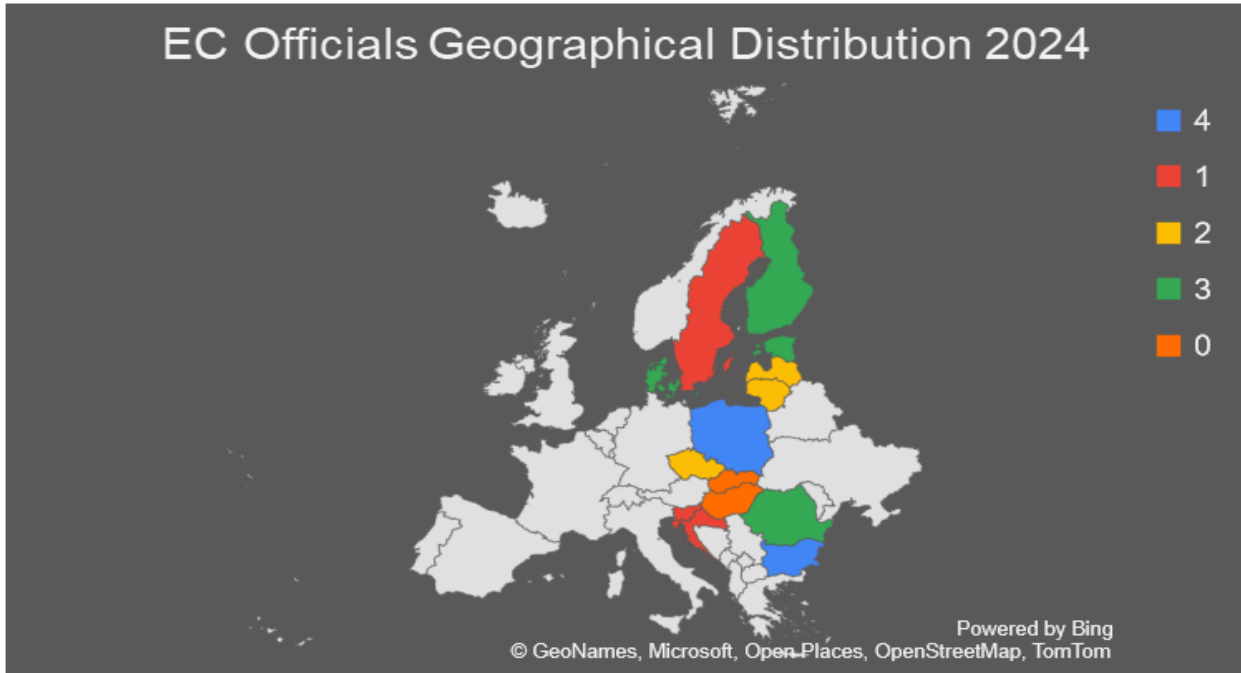 EC Officials Geographical Distribution 2024
4
1
2
3
0
Powered by Bing
© GeoNames, Microsoft, Open Places, OpenStreetMap, TomTom